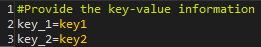 1 #Provide the key-value information
2 key_1=key1
3 key_2=key2